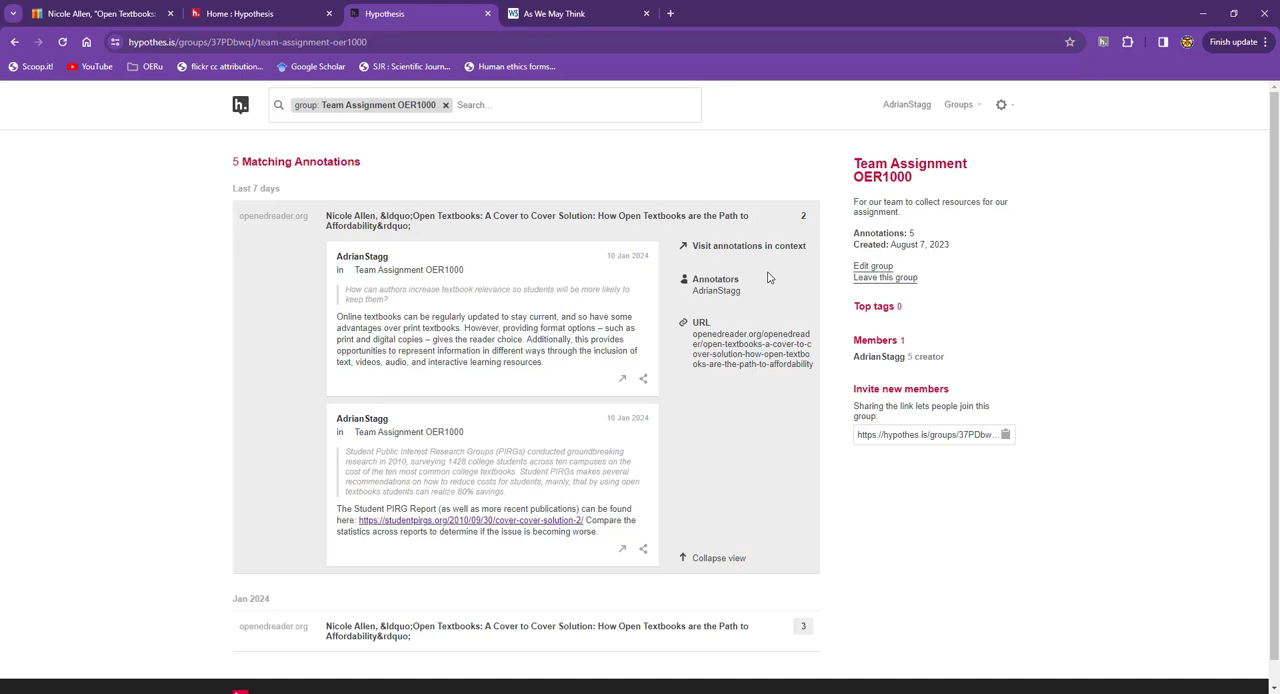 Nicole Allen, "Open Textbooks:
Home : Hypothesis
Hypothesis
As We May Think
hypothes.is/groups/37PDbwqJ/team-assignment-oer1000
Finish update
Scoop.it!
YouTube
OERu
flickr cc attribution...
Google Scholar
SJR : Scientific Journ...
Human ethics forms...
h.
group: Team Assignment OER1000
Search...
AdrianStagg
Groups
5 Matching Annotations
Last 7 days
openedreader.org
Nicole Allen, &ldquo;Open Textbooks: A Cover to Cover Solution: How Open Textbooks are the Path to
Affordability&rdquo;
2
AdrianStagg
10 Jan 2024
in Team Assignment OER1000
How can authors increase textbook relevance so students will be more likely to
keep them?
Online textbooks can be regularly updated to stay current, and so have some
advantages over print textbooks. However, providing format options – such as
print and digital copies – gives the reader choice. Additionally, this provides
opportunities to represent information in different ways through the inclusion of
text, videos, audio, and interactive learning resources.
AdrianStagg
10 Jan 2024
in Team Assignment OER1000
Student Public Interest Research Groups (PIRGs) conducted groundbreaking
research in 2010, surveying 1428 college students across ten campuses on the
cost of the ten most common college textbooks. Student PIRGs makes several
recommendations on how to reduce costs for students, mainly, that by using open
textbooks students can realize 80% savings.
The Student PIRG Report (as well as more recent publications) can be found
here: https://studentpirgs.org/2010/09/30/cover-cover-solution-2/ Compare the
statistics across reports to determine if the issue is becoming worse.
Visit annotations in context
Annotators
AdrianStagg
URL
openedreader.org/openedread
er/open-textbooks-a-cover-to-c
over-solution-how-open-textbo
oks-are-the-path-to-affordability
Collapse view
Jan 2024
openedreader.org
Nicole Allen, &ldquo;Open Textbooks: A Cover to Cover Solution: How Open Textbooks are the Path to
Affordability&rdquo;
3
Team Assignment
OER1000
For our team to collect resources for our
assignment.
Annotations: 5
Created: August 7, 2023
Edit group
Leave this group
Top tags 0
Members 1
AdrianStagg 5 creator
Invite new members
Sharing the link lets people join this
group:
https://hypothes.is/groups/37PDbw...